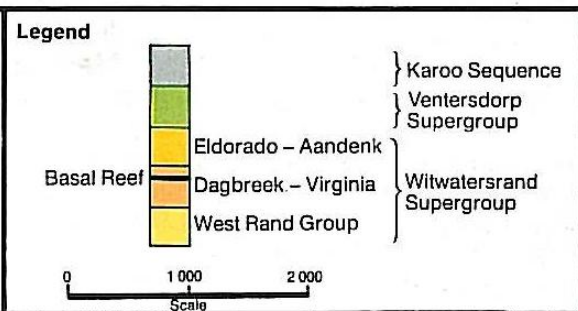 Legend
Karoo Sequence
Ventersdorp
Supergroup
Eldorado – Aandenk
Basal Reef
Dagbreek – Virginia
Witwatersrand
Supergroup
West Rand Group
0 1 000 2 000
Scale